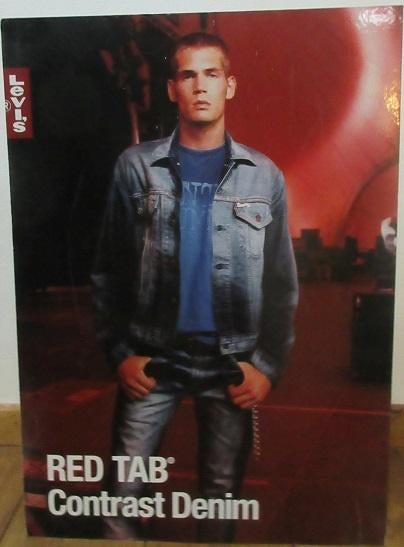 Levi's
®
RED TAB®
Contrast Denim